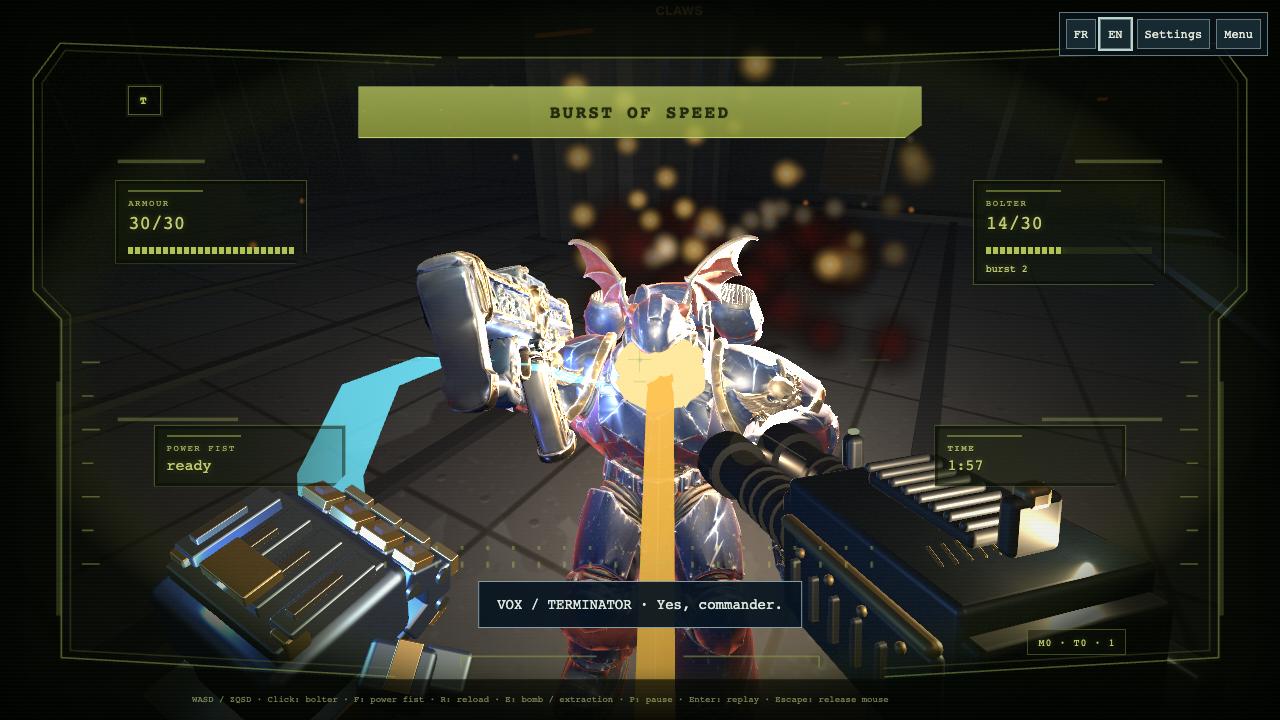 CLAWS
FR EN Settings Menu
T
BURST OF SPEED
ARMOUR
30/30
BOLTER
14/30
burst 2
POWER FIST
ready
TIME
1:57
VOX / TERMINATOR · Yes, commander.
M0 · T0 · 1
WASD / ZQSD · Click: bolter · F: power fist · R: reload · E: bomb / extraction · P: pause · Enter: replay · Escape: release mouse